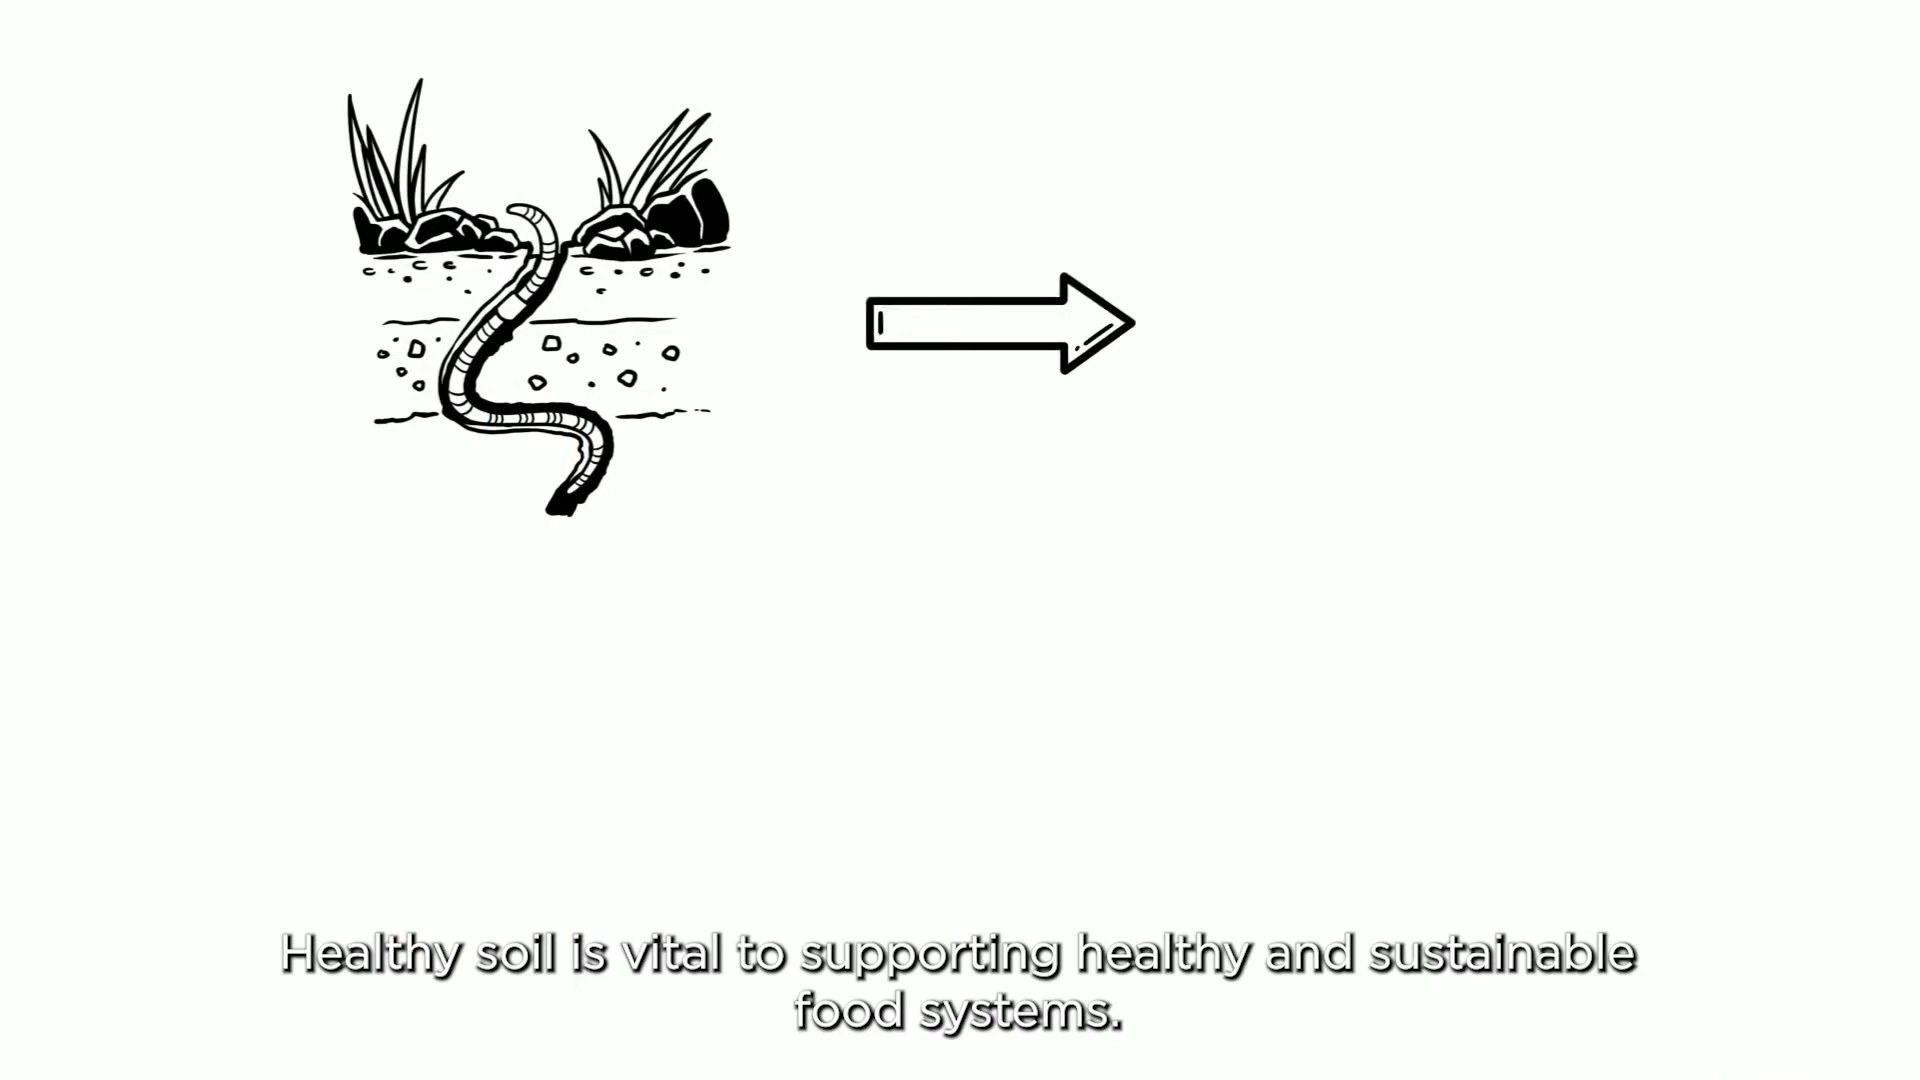 Healthy soil is vital to supporting healthy and sustainable
food systems.